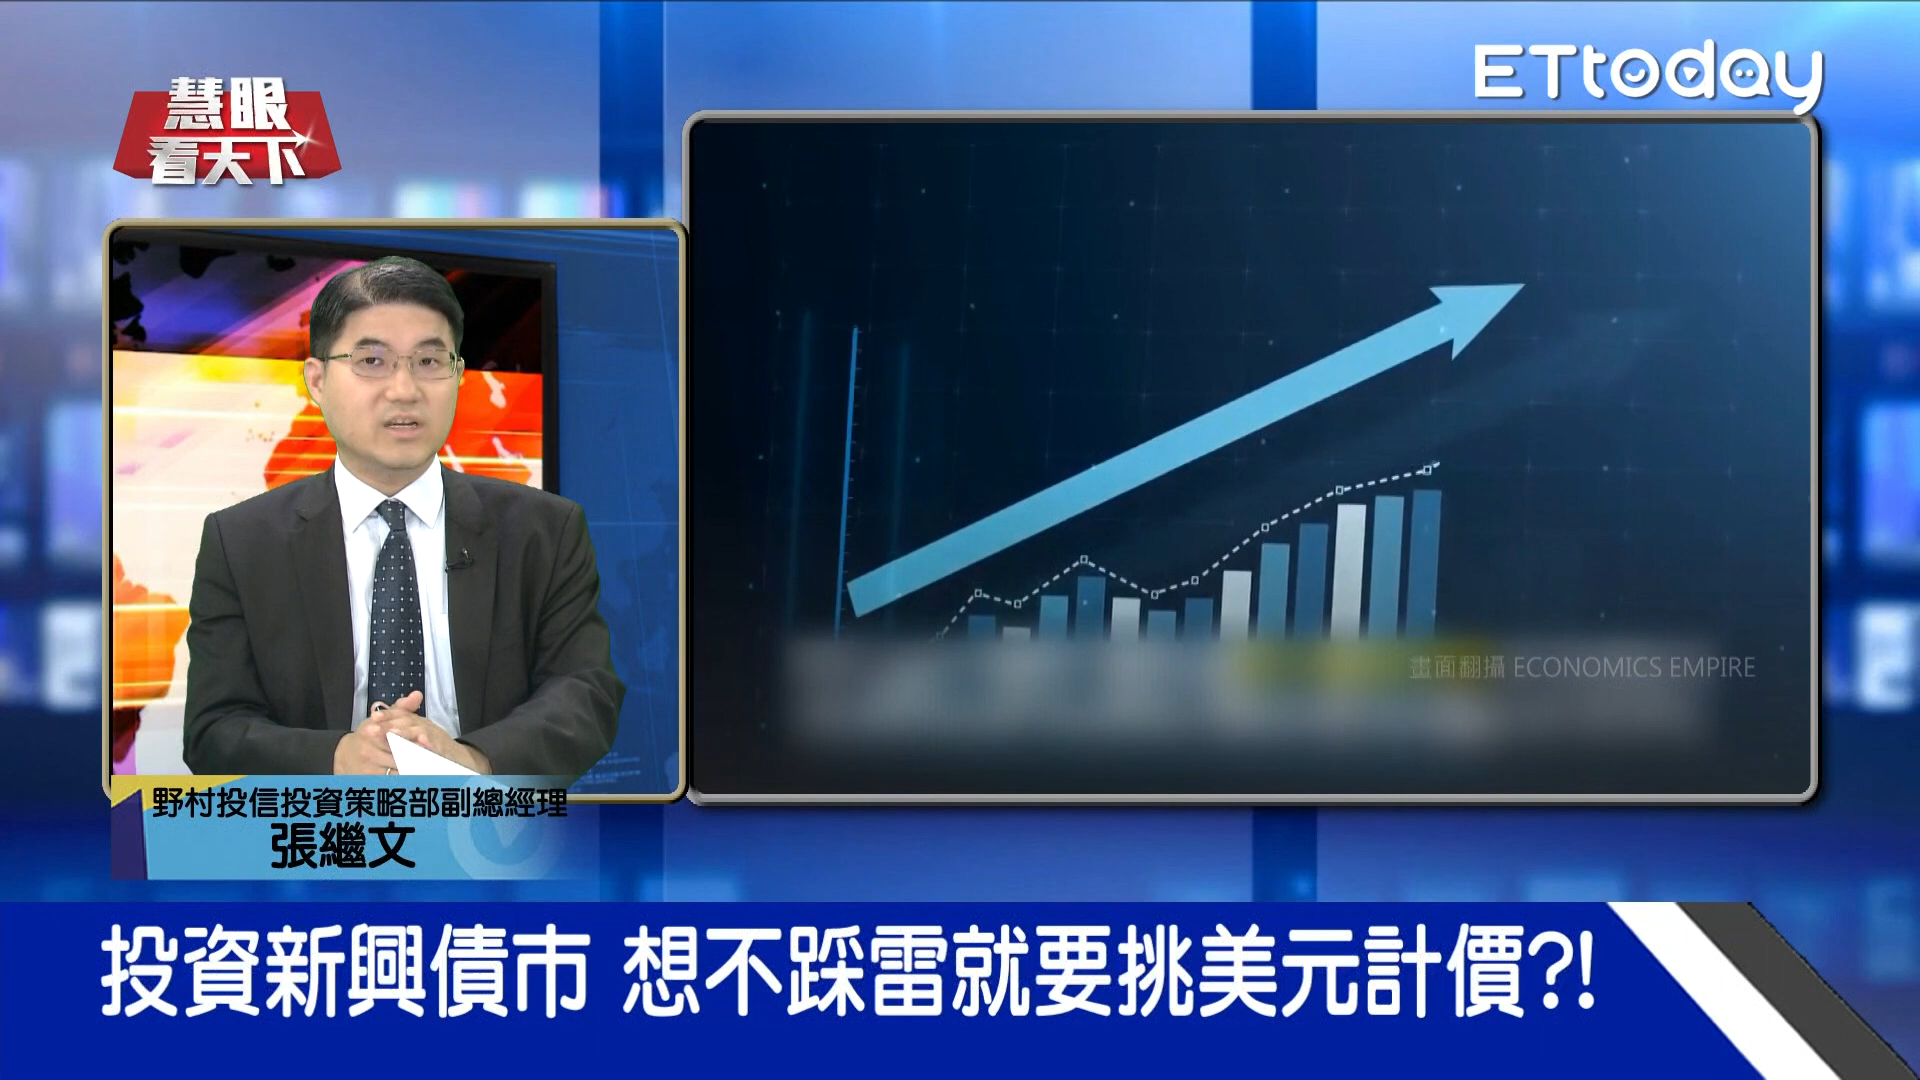 ETtoday
慧眼
看天下
畫面翻攝 ECONOMICS EMPIRE
野村投信投資策略部副總經理
張繼文
投資新興債市 想不踩雷就要挑美元計價?!